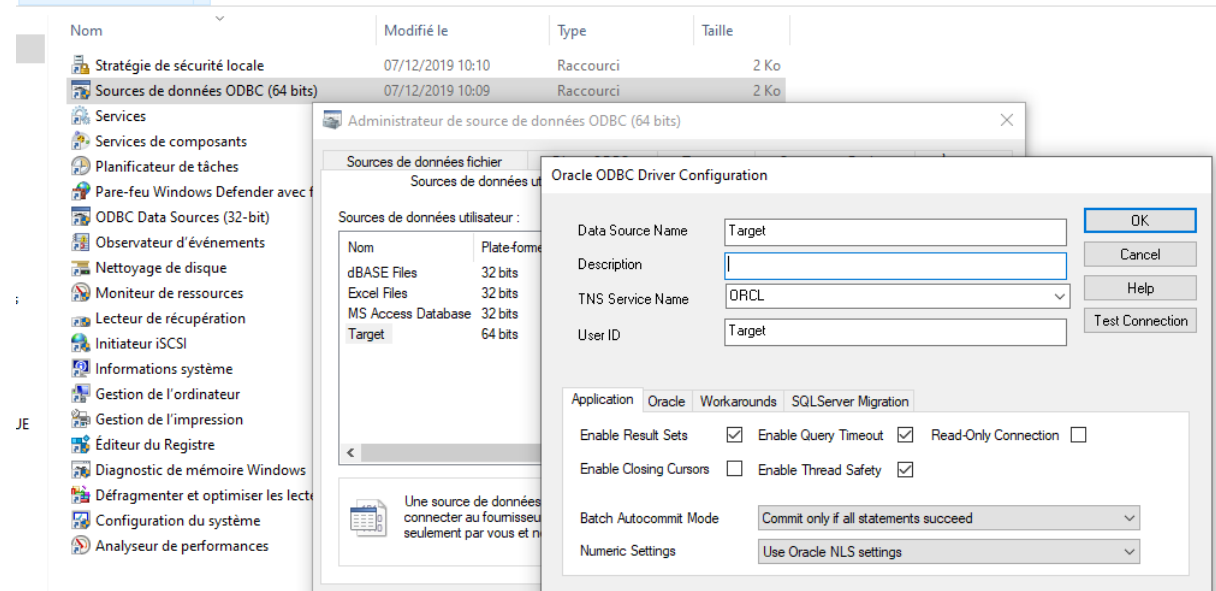 Nom Modifié le Type Taille
Stratégie de sécurité locale 07/12/2019 10:10 Raccourci 2 Ko
Sources de données ODBC (64 bits) 07/12/2019 10:09 Raccourci 2 Ko
Services
Services de composants
Planificateur de tâches
Pare-feu Windows Defender avec f
ODBC Data Sources (32-bit)
Observateur d'événements
Nettoyage de disque
Moniteur de ressources
Lecteur de récupération
Initiateur iSCSI
Informations système
Gestion de l'ordinateur
Gestion de l'impression
UE
Éditeur du Registre
Diagnostic de mémoire Windows
Défragmenter et optimiser les lecte
Configuration du système
Analyseur de performances
Administrateur de source de données ODBC (64 bits)
Sources de données fichier
Sources de données ut
Sources de données utilisateur :
Nom Plate-forme
dBASE Files 32 bits
Excel Files 32 bits
MS Access Database 32 bits
Target 64 bits
Une source de données
connecter au fournisseu
seulement par vous et n
Oracle ODBC Driver Configuration
Data Source Name Target
Description
TNS Service Name ORCL
User ID Target
OK
Cancel
Help
Test Connection
Application Oracle Workarounds SQLServer Migration
Enable Result Sets Enable Query Timeout Read-Only Connection
Enable Closing Cursors Enable Thread Safety
Batch Autocommit Mode Commit only if all statements succeed
Numeric Settings Use Oracle NLS settings